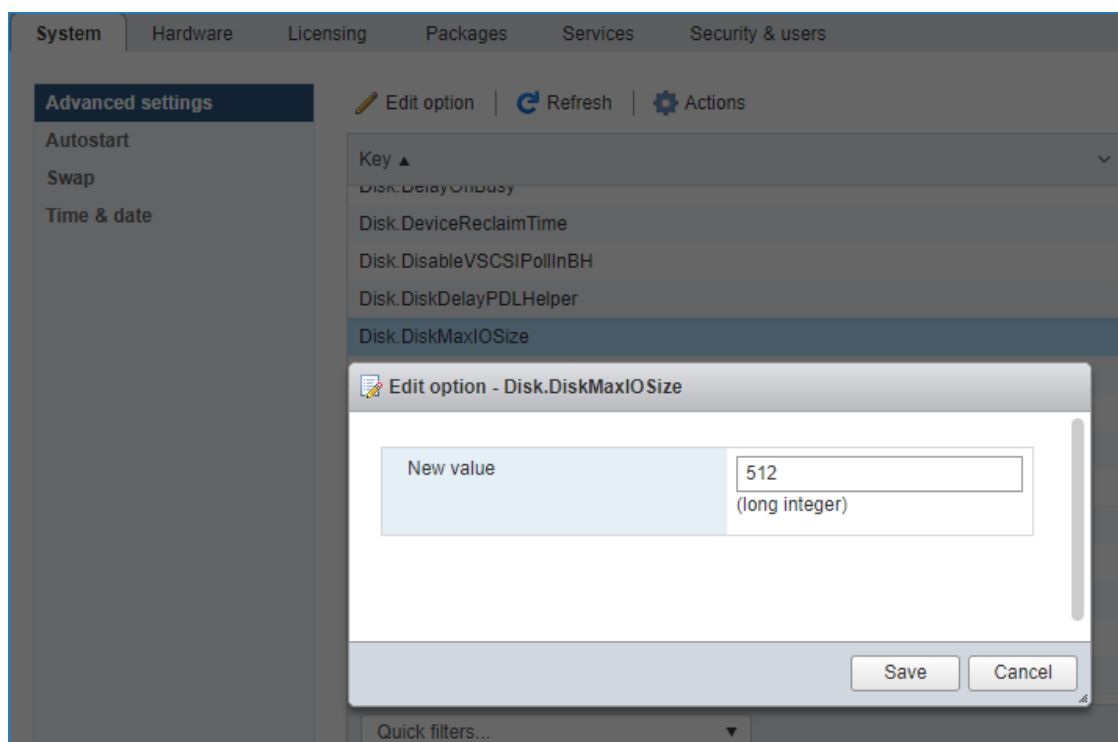 System Hardware Licensing Packages Services Security & users
Advanced settings
Autostart
Swap
Time & date
Edit option Refresh Actions
Key ▲
Disk.DelayOnBusy
Disk.DeviceReclaimTime
Disk.DisableVSCSIPollInBH
Disk.DiskDelayPDLHelper
Disk.DiskMaxIOSize
Edit option - Disk.DiskMaxIOSize
New value 512
(long integer)
Save Cancel
Quick filters... ▼